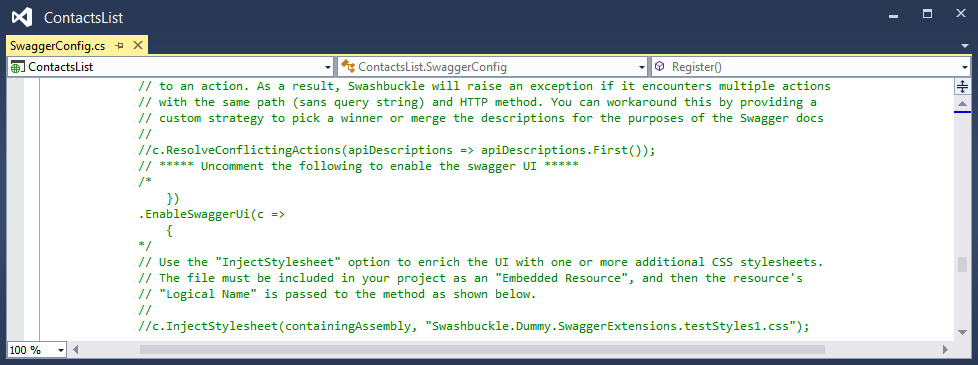 ContactsList
SwaggerConfig.cs
ContactsList
ContactsList.SwaggerConfig
Register()
// to an action. As a result, Swashbuckle will raise an exception if it encounters multiple actions
// with the same path (sans query string) and HTTP method. You can workaround this by providing a
// custom strategy to pick a winner or merge the descriptions for the purposes of the Swagger docs
//
//c.ResolveConflictingActions(apiDescriptions => apiDescriptions.First());
// ***** Uncomment the following to enable the swagger UI *****
/*
})
.EnableSwaggerUi(c =>
{
*/
// Use the "InjectStylesheet" option to enrich the UI with one or more additional CSS stylesheets.
// The file must be included in your project as an "Embedded Resource", and then the resource's
// "Logical Name" is passed to the method as shown below.
//
//c.InjectStylesheet(containingAssembly, "Swashbuckle.Dummy.SwaggerExtensions.testStyles1.css");
100 %